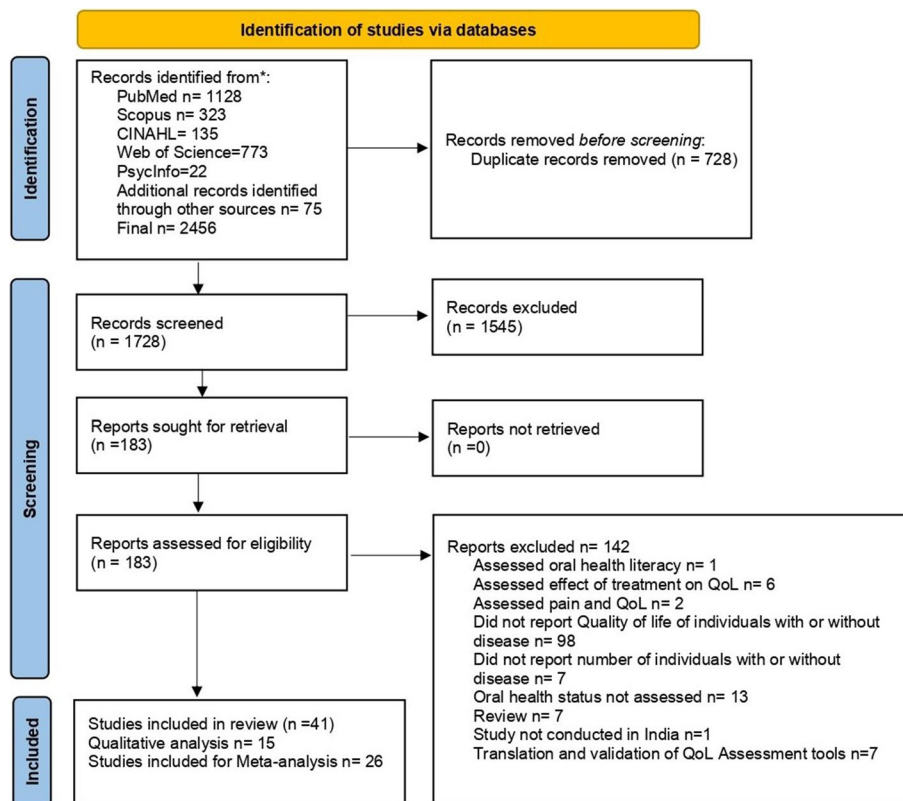 Identification of studies via databases
Identification
Records identified from*:
PubMed n= 1128
Scopus n= 323
CINAHL= 135
Web of Science=773
PsycInfo=22
Additional records identified
through other sources n= 75
Final n= 2456
Records removed before screening:
Duplicate records removed (n = 728)
Screening
Records screened
(n = 1728)
Records excluded
(n = 1545)
Reports sought for retrieval
(n =183)
Reports not retrieved
(n =0)
Reports assessed for eligibility
(n = 183)
Reports excluded n= 142
Assessed oral health literacy n= 1
Assessed effect of treatment on QoL n= 6
Assessed pain and QoL n= 2
Did not report Quality of life of individuals with or without
disease n= 98
Did not report number of individuals with or without
disease n= 7
Oral health status not assessed n= 13
Review n= 7
Study not conducted in India n=1
Translation and validation of QoL Assessment tools n=7
Included
Studies included in review (n =41)
Qualitative analysis n= 15
Studies included for Meta-analysis n= 26